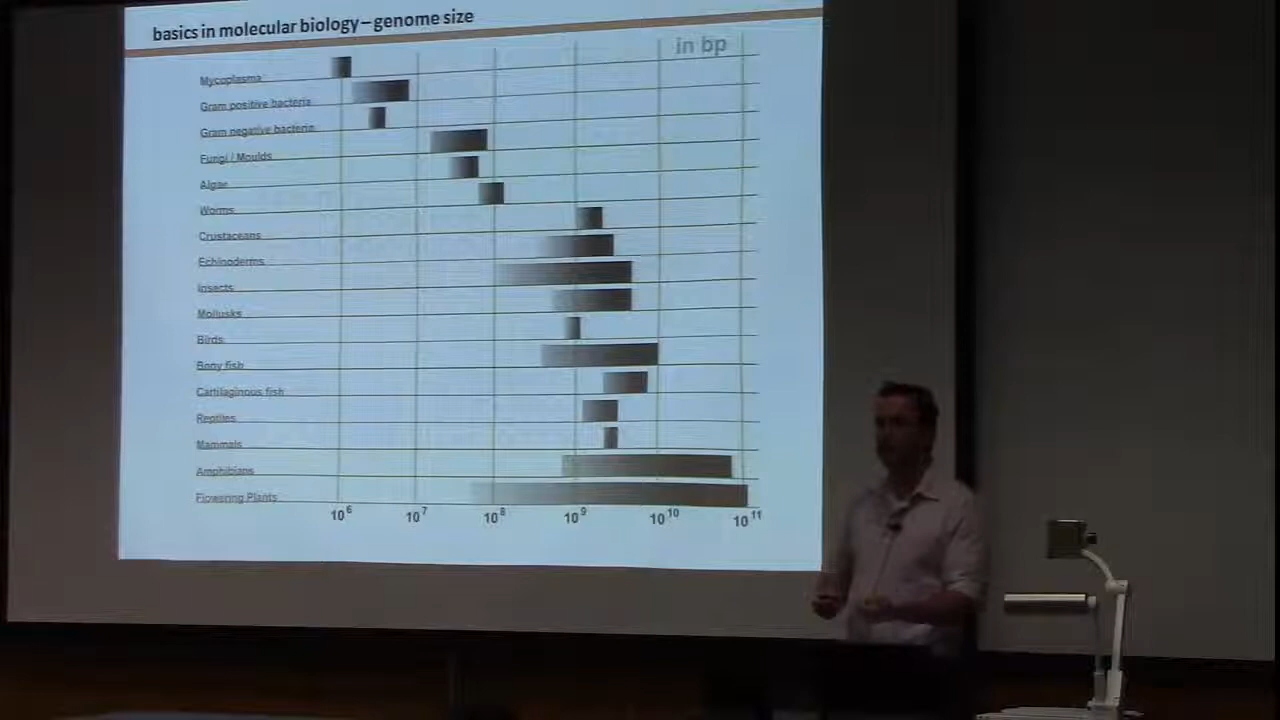 basics in molecular biology – genome size
in bp
Mycoplasma
Gram positive bacteria
Gram negative bacteria
Fungi / Moulds
Algae
Worms
Crustaceans
Echinoderms
Insects
Mollusks
Birds
Bony fish
Cartilaginous fish
Reptiles
Mammals
Amphibians
Flowering Plants
10⁶ 10⁷ 10⁸ 10⁹ 10¹⁰ 10¹¹